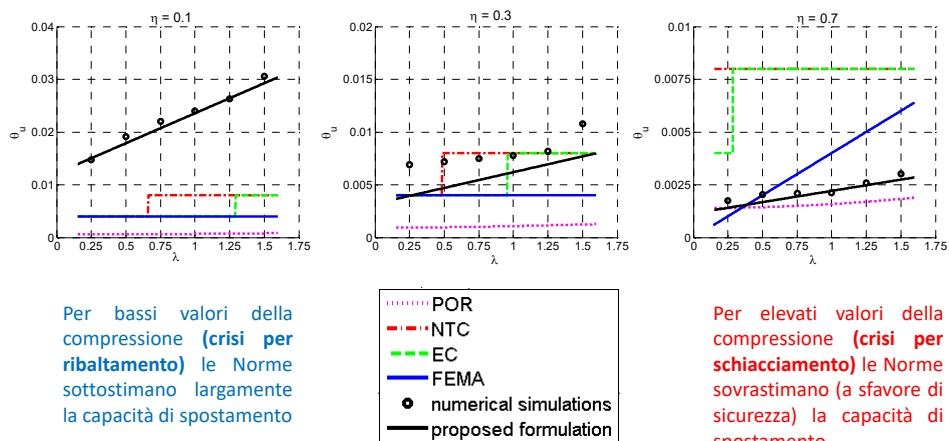 η = 0.1
0.04
0.03
0.02
0.01
0
θu
0.25 0.5 0.75 1 1.25 1.5 1.75
λ
η = 0.3
0.02
0.015
0.01
0.005
0
θu
0.25 0.5 0.75 1 1.25 1.5 1.75
λ
η = 0.7
0.01
0.0075
0.005
0.0025
0
θu
0.25 0.5 0.75 1 1.25 1.5 1.75
λ
Per bassi valori della
compressione (crisi per
ribaltamento) le Norme
sottostimano largamente
la capacità di spostamento
POR
NTC
EC
FEMA
numerical simulations
proposed formulation
Per elevati valori della
compressione (crisi per
schiacciamento) le Norme
sovrastimano (a sfavore di
sicurezza) la capacità di
spostamento